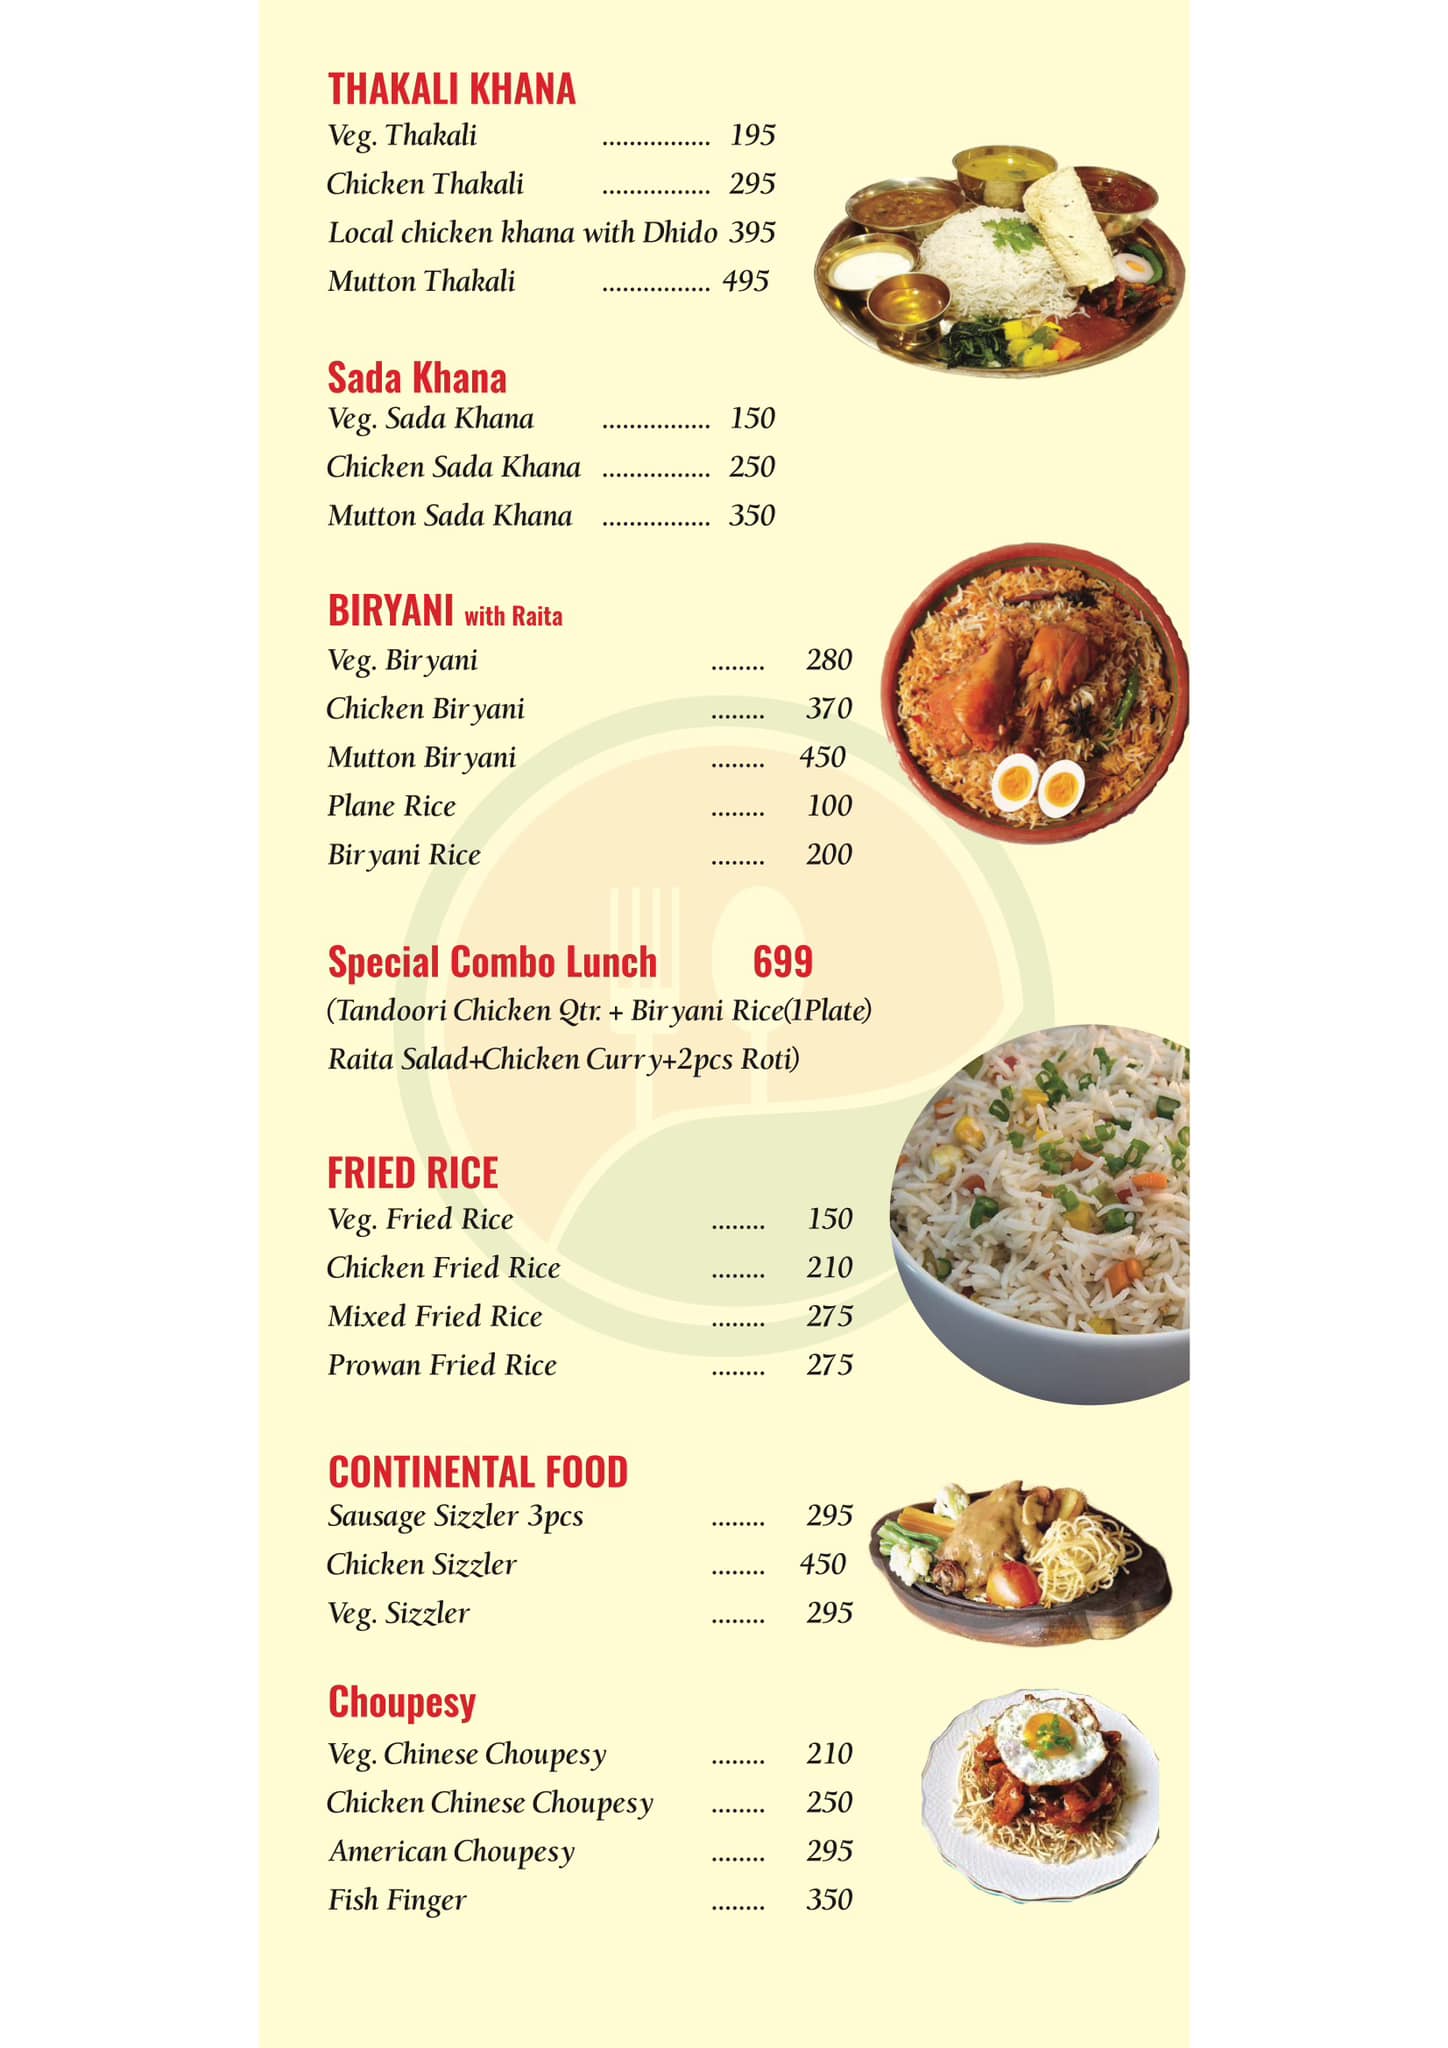 THAKALI KHANA
Veg. Thakali ................ 195
Chicken Thakali ................ 295
Local chicken khana with Dhido 395
Mutton Thakali ................ 495
Sada Khana
Veg. Sada Khana ................ 150
Chicken Sada Khana ................ 250
Mutton Sada Khana ................ 350
BIRYANI with Raita
Veg. Biryani ........ 280
Chicken Biryani ........ 370
Mutton Biryani ........ 450
Plane Rice ........ 100
Biryani Rice ........ 200
Special Combo Lunch 699
(Tandoori Chicken Qtr. + Biryani Rice(1Plate)
Raita Salad+Chicken Curry+2pcs Roti)
FRIED RICE
Veg. Fried Rice ........ 150
Chicken Fried Rice ........ 210
Mixed Fried Rice ........ 275
Prowan Fried Rice ........ 275
CONTINENTAL FOOD
Sausage Sizzler 3pcs ........ 295
Chicken Sizzler ........ 450
Veg. Sizzler ........ 295
Choupesy
Veg. Chinese Choupesy ........ 210
Chicken Chinese Choupesy ........ 250
American Choupesy ........ 295
Fish Finger ........ 350